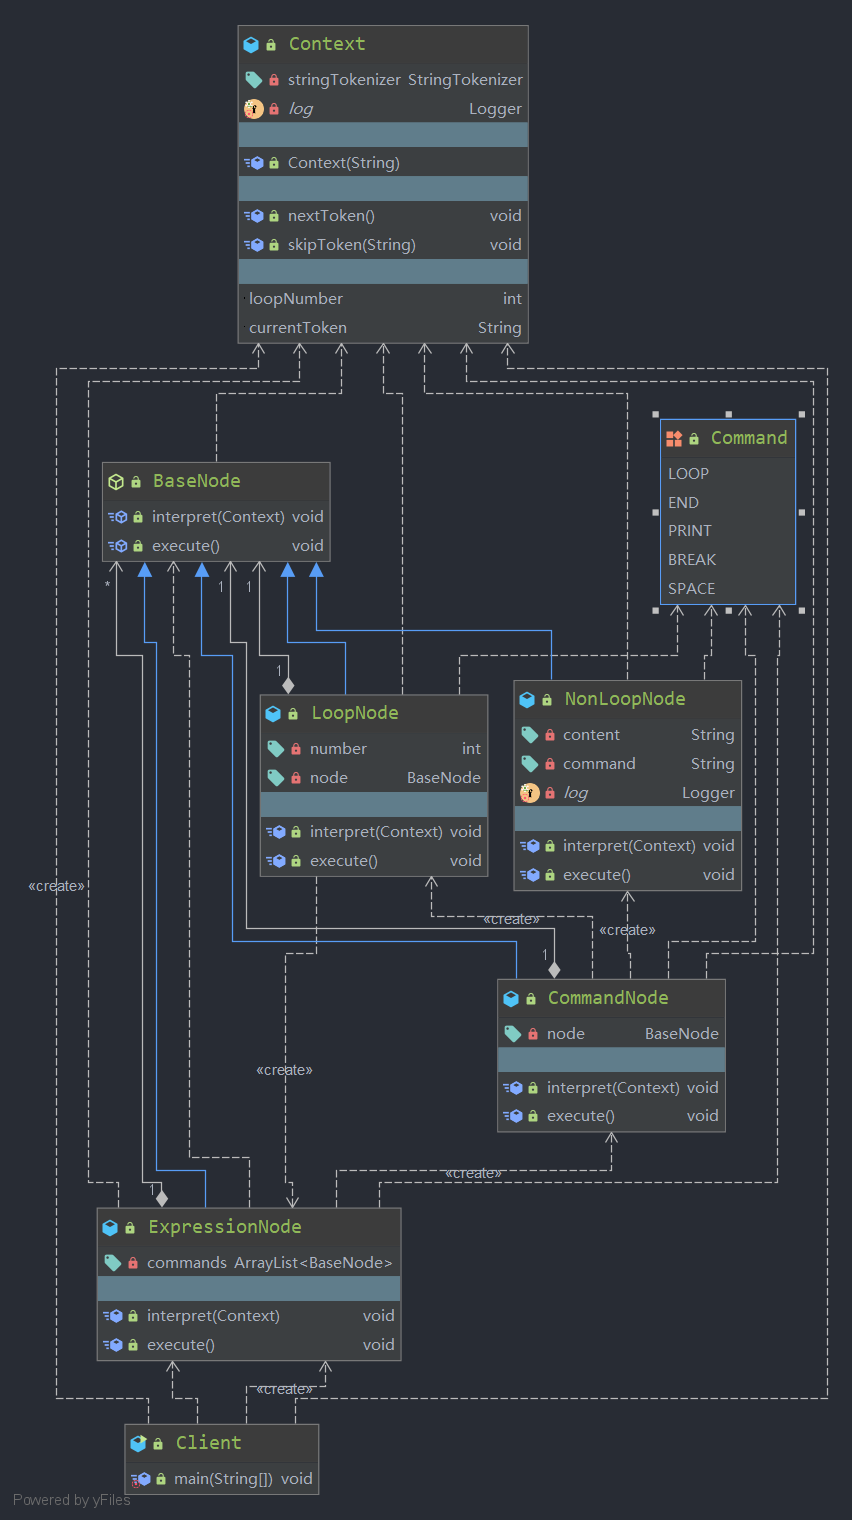 Context
stringTokenizer StringTokenizer
log Logger
Context(String)
nextToken() void
skipToken(String) void
loopNumber int
currentToken String
Command
LOOP
END
PRINT
BREAK
SPACE
BaseNode
interpret(Context) void
execute() void
* 1 1
1
LoopNode
number int
node BaseNode
interpret(Context) void
execute() void
NonLoopNode
content String
command String
log Logger
interpret(Context) void
execute() void
«create»
«create»
«create»
1
CommandNode
node BaseNode
interpret(Context) void
execute() void
«create»
«create»
1
ExpressionNode
commands ArrayList<BaseNode>
interpret(Context) void
execute() void
«create»
Client
main(String[]) void
Powered by yFiles